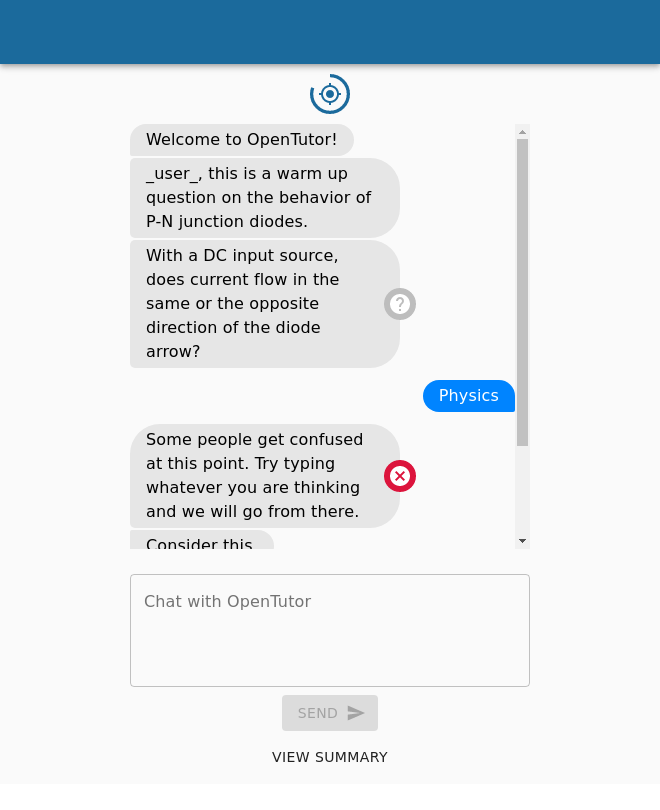 Welcome to OpenTutor!
_user_, this is a warm up
question on the behavior of
P-N junction diodes.
With a DC input source,
does current flow in the
same or the opposite
direction of the diode
arrow?
Physics
Some people get confused
at this point. Try typing
whatever you are thinking
and we will go from there.
Consider this
Chat with OpenTutor
SEND
VIEW SUMMARY